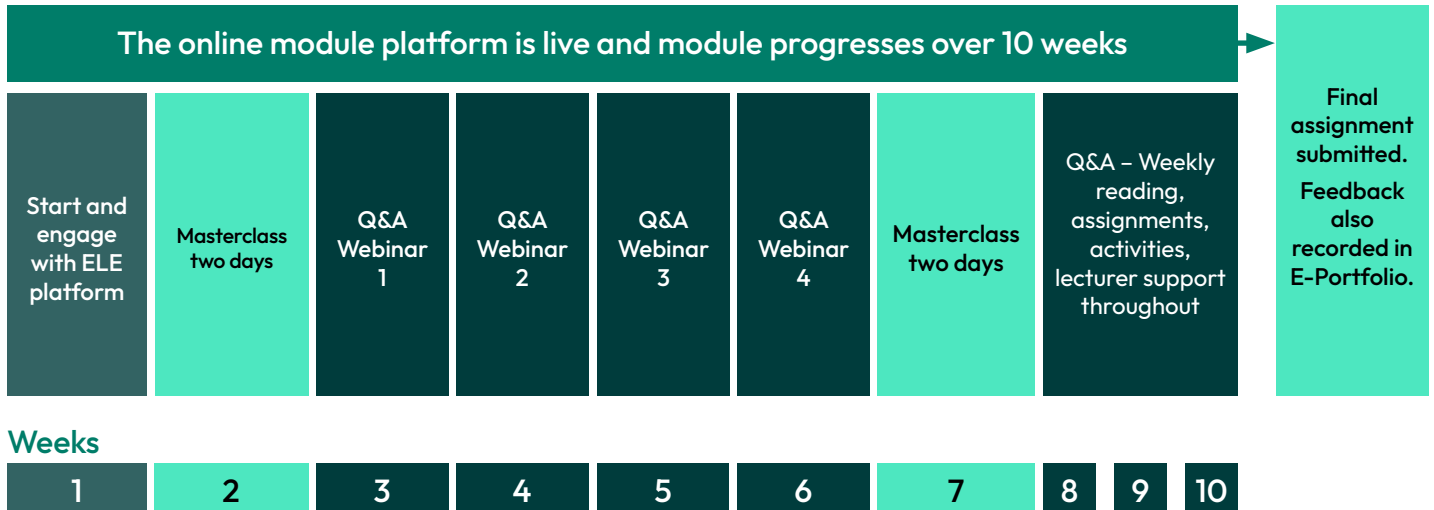 The online module platform is live and module progresses over 10 weeks
Start and
engage
with ELE
platform
Masterclass
two days
Q&A
Webinar
1
Q&A
Webinar
2
Q&A
Webinar
3
Q&A
Webinar
4
Masterclass
two days
Q&A – Weekly
reading,
assignments,
activities,
lecturer support
throughout
Final
assignment
submitted.
Feedback
also
recorded in
E-Portfolio.
Weeks
1 2 3 4 5 6 7 8 9 10